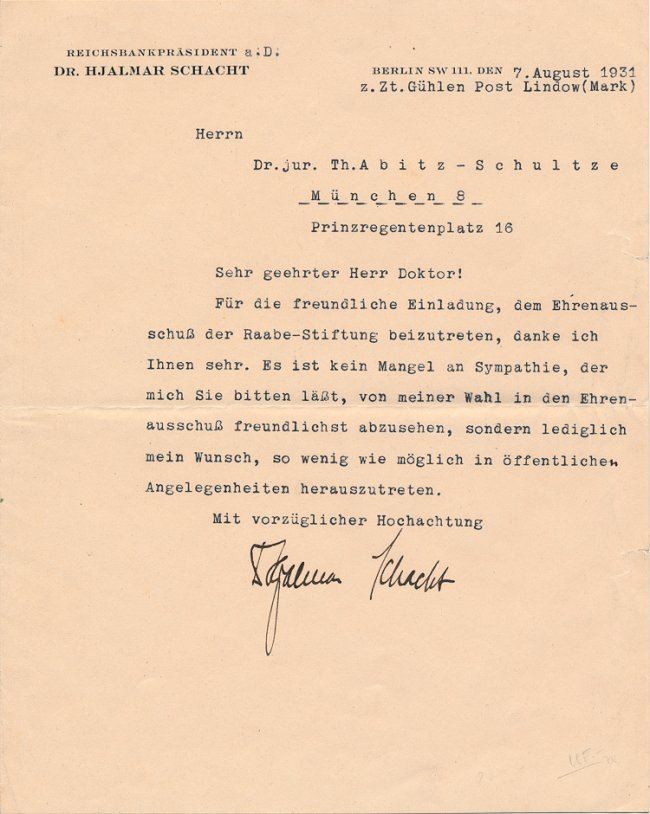 REICHSBANKPRÄSIDENT a.D.
DR. HJALMAR SCHACHT
BERLIN SW 111, DEN 7. August 1931
z.Zt.Gühlen Post Lindow(Mark)
Herrn
Dr.jur. Th.A b i t z - S c h u l t z e
M ü n c h e n 8
Prinzregentenplatz 16
Sehr geehrter Herr Doktor!
Für die freundliche Einladung, dem Ehrenaus-
schuß der Raabe-Stiftung beizutreten, danke ich
Ihnen sehr. Es ist kein Mangel an Sympathie, der
mich Sie bitten läßt, von meiner Wahl in den Ehren-
ausschuß freundlichst abzusehen, sondern lediglich
mein Wunsch, so wenig wie möglich in öffentlichen
Angelegenheiten herauszutreten.
Mit vorzüglicher Hochachtung
Hjalmar Schacht